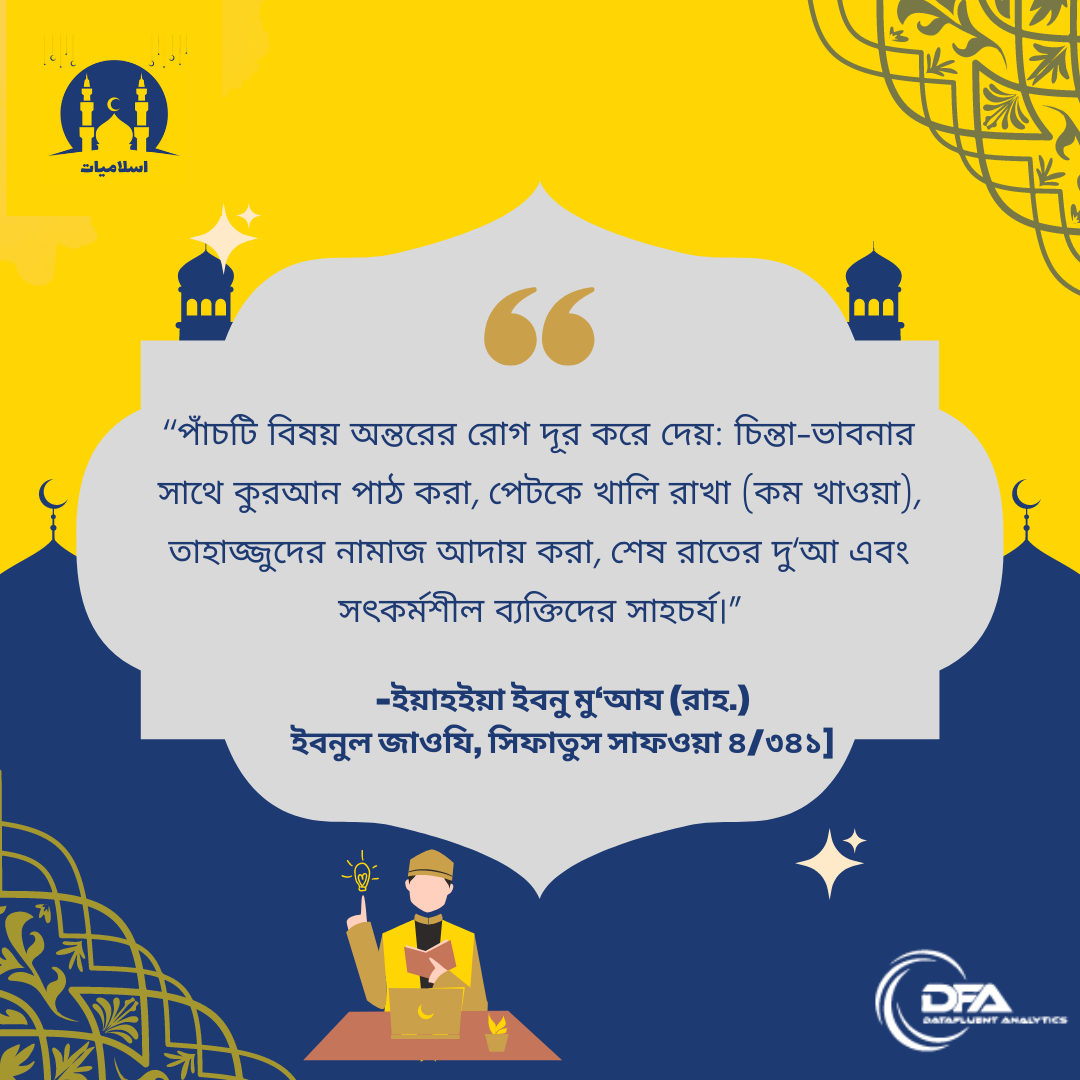 اسلامیات
“পাঁচটি বিষয় অন্তরের রোগ দূর করে দেয়: চিন্তা-ভাবনার
সাথে কুরআন পাঠ করা, পেটকে খালি রাখা (কম খাওয়া),
তাহাজ্জুদের নামাজ আদায় করা, শেষ রাতের দু‘আ এবং
সৎকর্মশীল ব্যক্তিদের সাহচর্য।”
-ইয়াহইয়া ইবনু মু‘আয (রাহ.)
ইবনুল জাওযি, সিফাতুস সাফওয়া ৪/৩৪১]
DFA
DATAFLUENT ANALYTICS